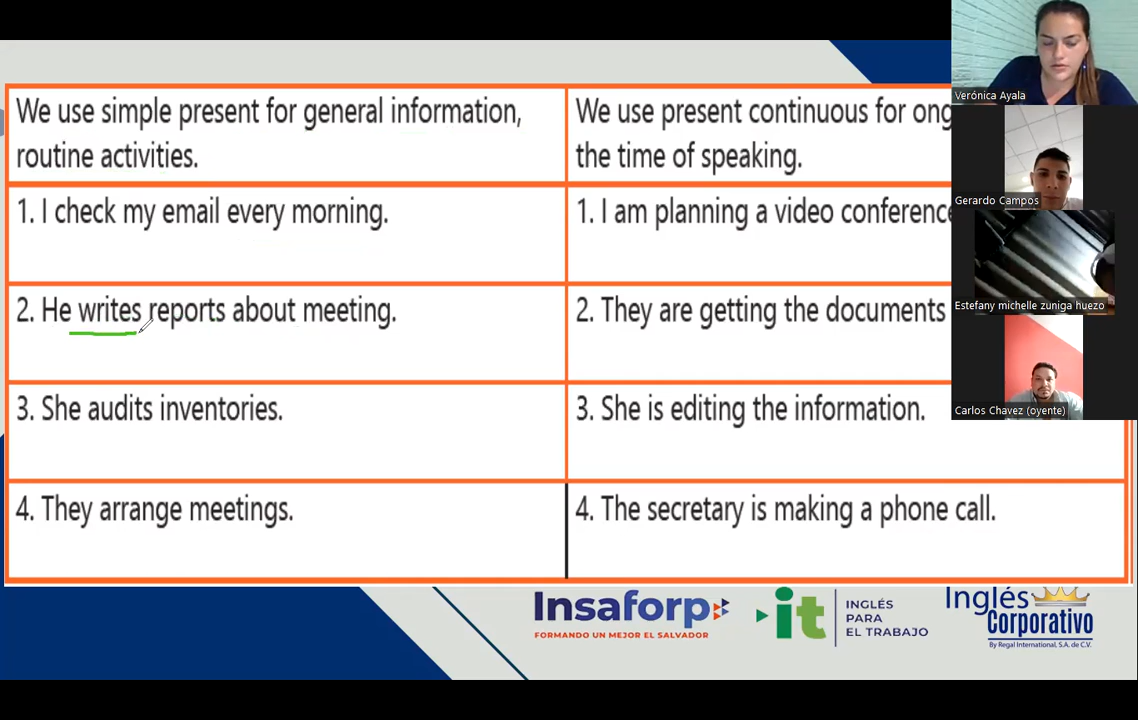 We use simple present for general information,
routine activities.
We use present continuous for ong
the time of speaking.
1. I check my email every morning.
1. I am planning a video conference
2. He writes reports about meeting.
2. They are getting the documents
3. She audits inventories.
3. She is editing the information.
4. They arrange meetings.
4. The secretary is making a phone call.
Verónica Ayala
Gerardo Campos
Estefany michelle zuniga huezo
Carlos Chavez (oyente)
Insaforp
FORMANDO UN MEJOR EL SALVADOR
it
INGLÉS
PARA
EL TRABAJO
Inglés
Corporativo
By Regal International, S.A. de C.V.